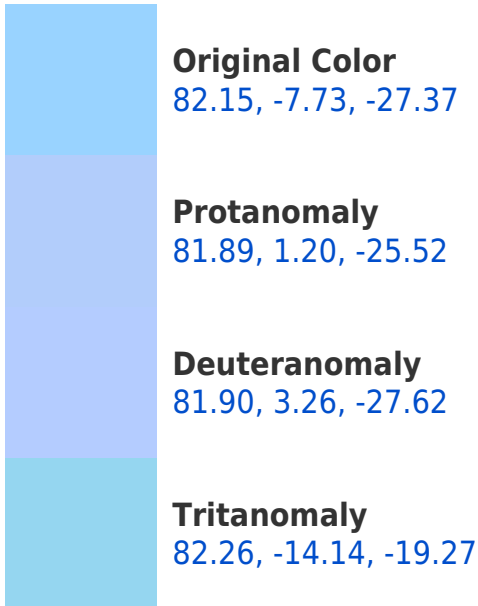 Original Color
82.15, -7.73, -27.37
Protanomaly
81.89, 1.20, -25.52
Deuteranomaly
81.90, 3.26, -27.62
Tritanomaly
82.26, -14.14, -19.27